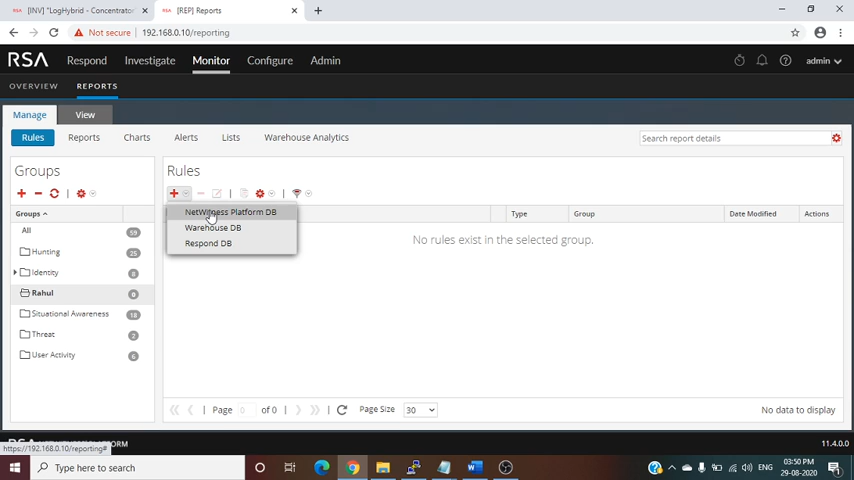 [INV] "LogHybrid - Concentrator"
[REP] Reports
Not secure | 192.168.0.10/reporting
RSA Respond Investigate Monitor Configure Admin admin
OVERVIEW REPORTS
Manage View
Rules Reports Charts Alerts Lists Warehouse Analytics Search report details
Groups Rules
Groups Type Group Date Modified Actions
NetWitness Platform DB
Warehouse DB
Respond DB
No rules exist in the selected group.
All 59
Hunting 25
Identity 8
Rahul 0
Situational Awareness 18
Threat 2
User Activity 6
Page 0 of 0 Page Size 30 No data to display
https://192.168.0.10/reporting#
11.4.0.0
Type here to search
ENG 03:50 PM
29-08-2020